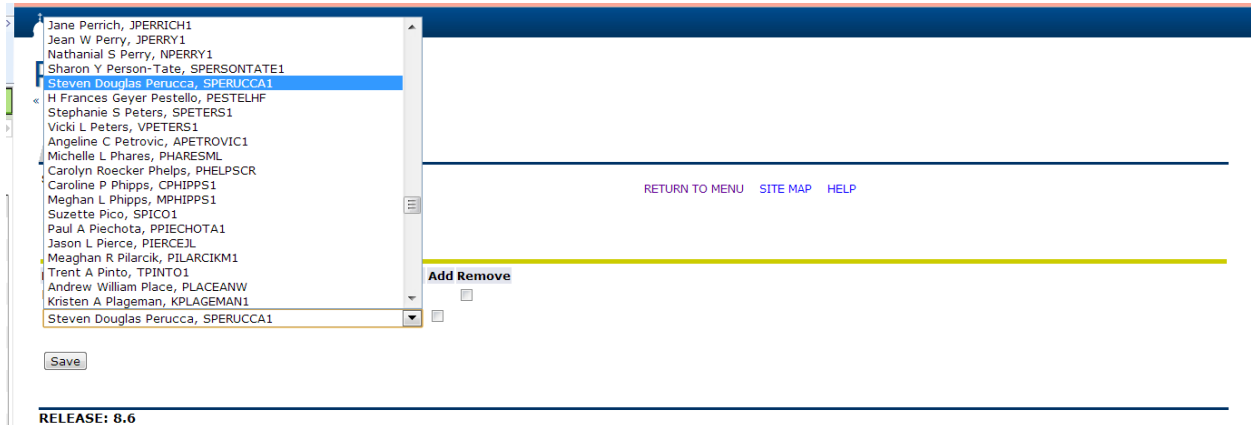 Jane Perrich, JPERRICH1
Jean W Perry, JPERRY1
Nathanial S Perry, NPERRY1
Sharon Y Person-Tate, SPERSONTATE1
Steven Douglas Perucca, SPERUCCA1
« H Frances Geyer Pestello, PESTELHF
Stephanie S Peters, SPETERS1
Vicki L Peters, VPETERS1
Angeline C Petrovic, APETROVIC1
Michelle L Phares, PHARESML
Carolyn Roecker Phelps, PHELPSCR
Caroline P Phipps, CPHIPPS1
RETURN TO MENU SITE MAP HELP
Meghan L Phipps, MPHIPPS1
Suzette Pico, SPICO1
Paul A Piechota, PPIECHOTA1
Jason L Pierce, PIERCEJL
Meaghan R Pilarcik, PILARCIKM1
Trent A Pinto, TPINTO1
Add Remove
Andrew William Place, PLACEANW
Kristen A Plageman, KPLAGEMAN1
Steven Douglas Perucca, SPERUCCA1
Save
RELEASE: 8.6